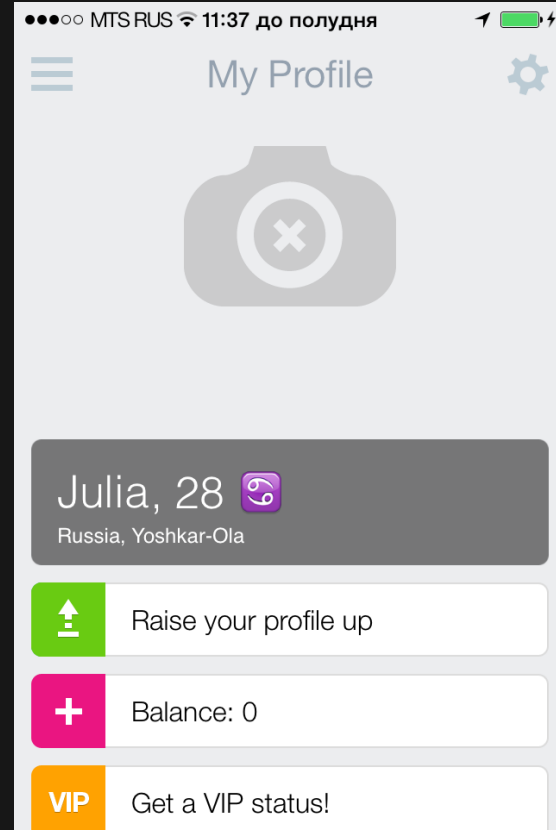 MTS RUS 11:37 до полудня
My Profile
Julia, 28 ♋
Russia, Yoshkar-Ola
Raise your profile up
Balance: 0
VIP Get a VIP status!